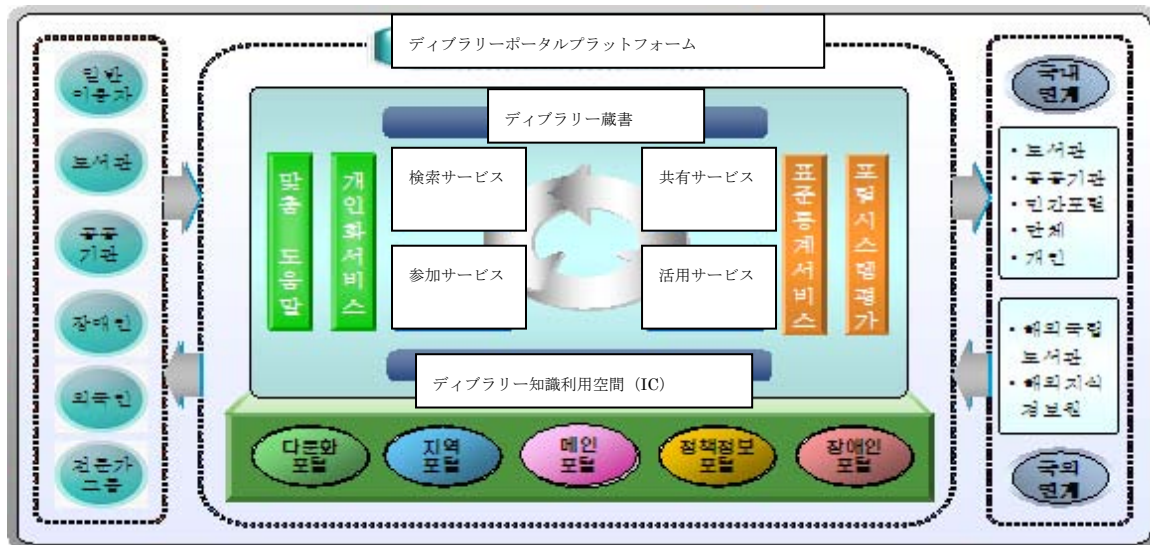 ディブラリーポータルプラットフォーム
일반
이용자
도서관
공공
기관
장애인
외국인
전문가
그룹
ディブラリー蔵書
맞춤 도움말
개인화서비스
検索サービス
共有サービス
参加サービス
活用サービス
표준통계서비스
포털시스템평가
ディブラリー知識利用空間（IC）
다문화
포털
지역
포털
메인
포털
정책정보
포털
장애인
포털
국내
연계
• 도서관
• 공공기관
• 민간포털
• 단체
• 개인
• 해외국립
도서관
• 해외지식
정보원
국외
연계